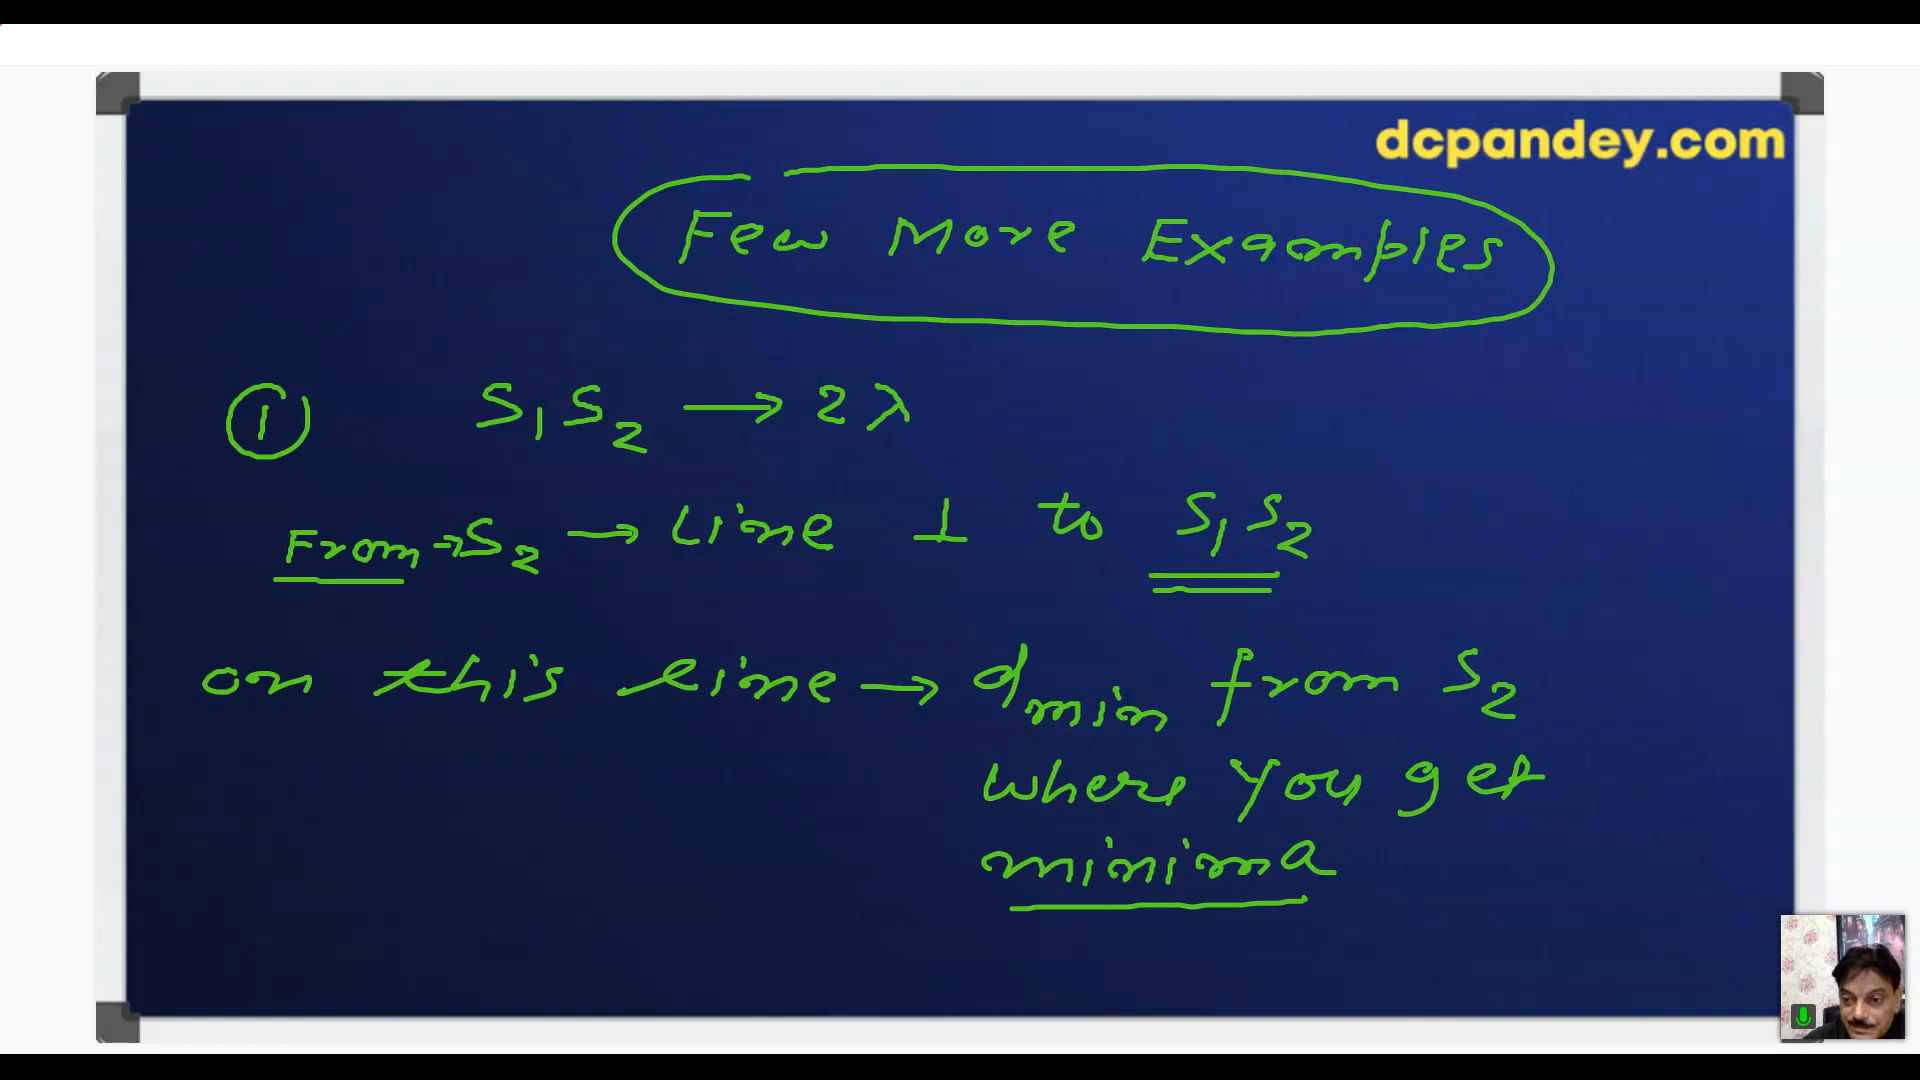 dcpandey.com
Few More Examples
1 S1S2 → 2λ
From → S2 → Line ⊥ to S1S2
on this line → dmin from S2
where you get
minima